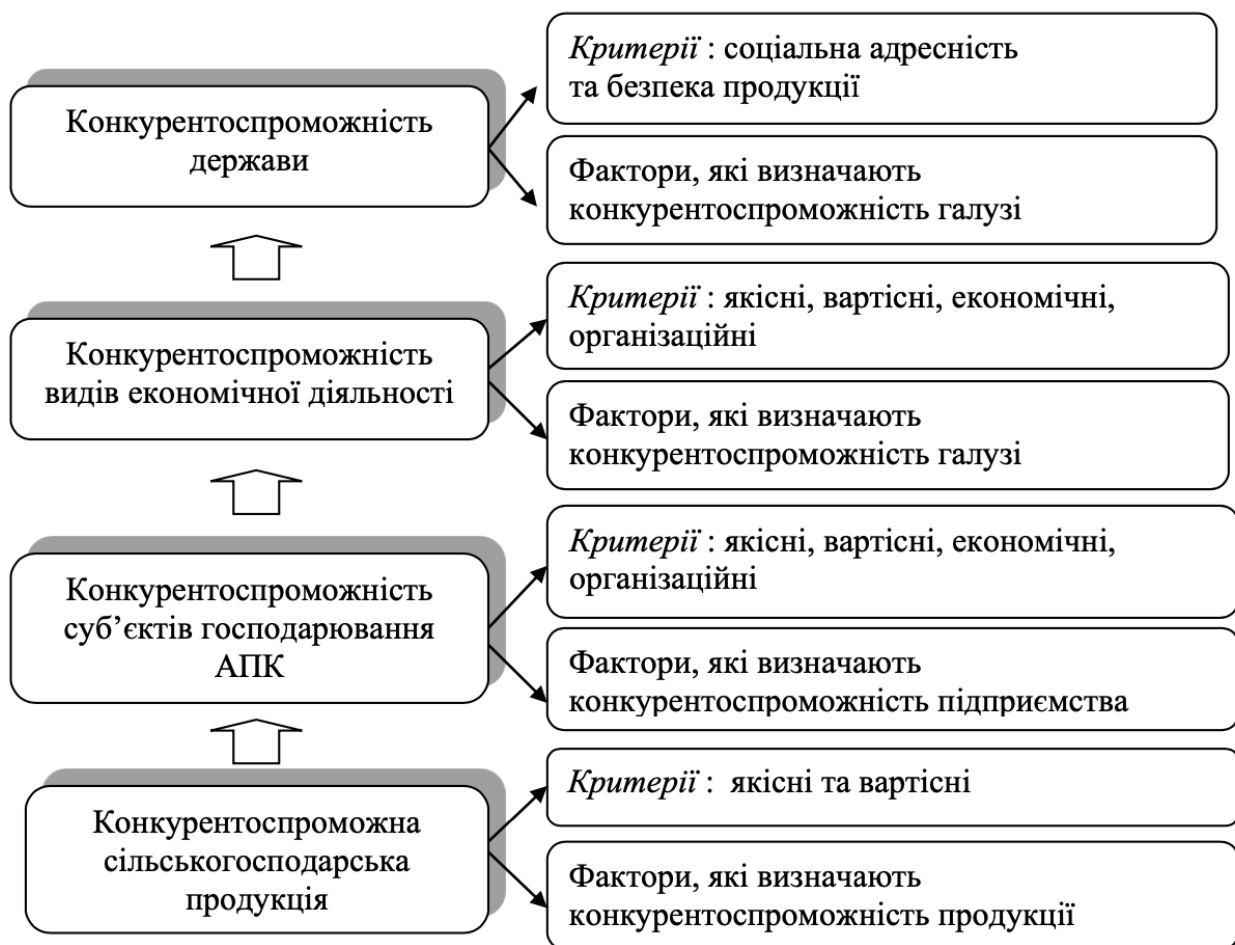 Конкурентоспроможність
держави
Критерії : соціальна адресність
та безпека продукції
Фактори, які визначають
конкурентоспроможність галузі
Конкурентоспроможність
видів економічної діяльності
Критерії : якісні, вартісні, економічні,
організаційні
Фактори, які визначають
конкурентоспроможність галузі
Конкурентоспроможність
суб’єктів господарювання
АПК
Критерії : якісні, вартісні, економічні,
організаційні
Фактори, які визначають
конкурентоспроможність підприємства
Конкурентоспроможна
сільськогосподарська
продукція
Критерії : якісні та вартісні
Фактори, які визначають
конкурентоспроможність продукції